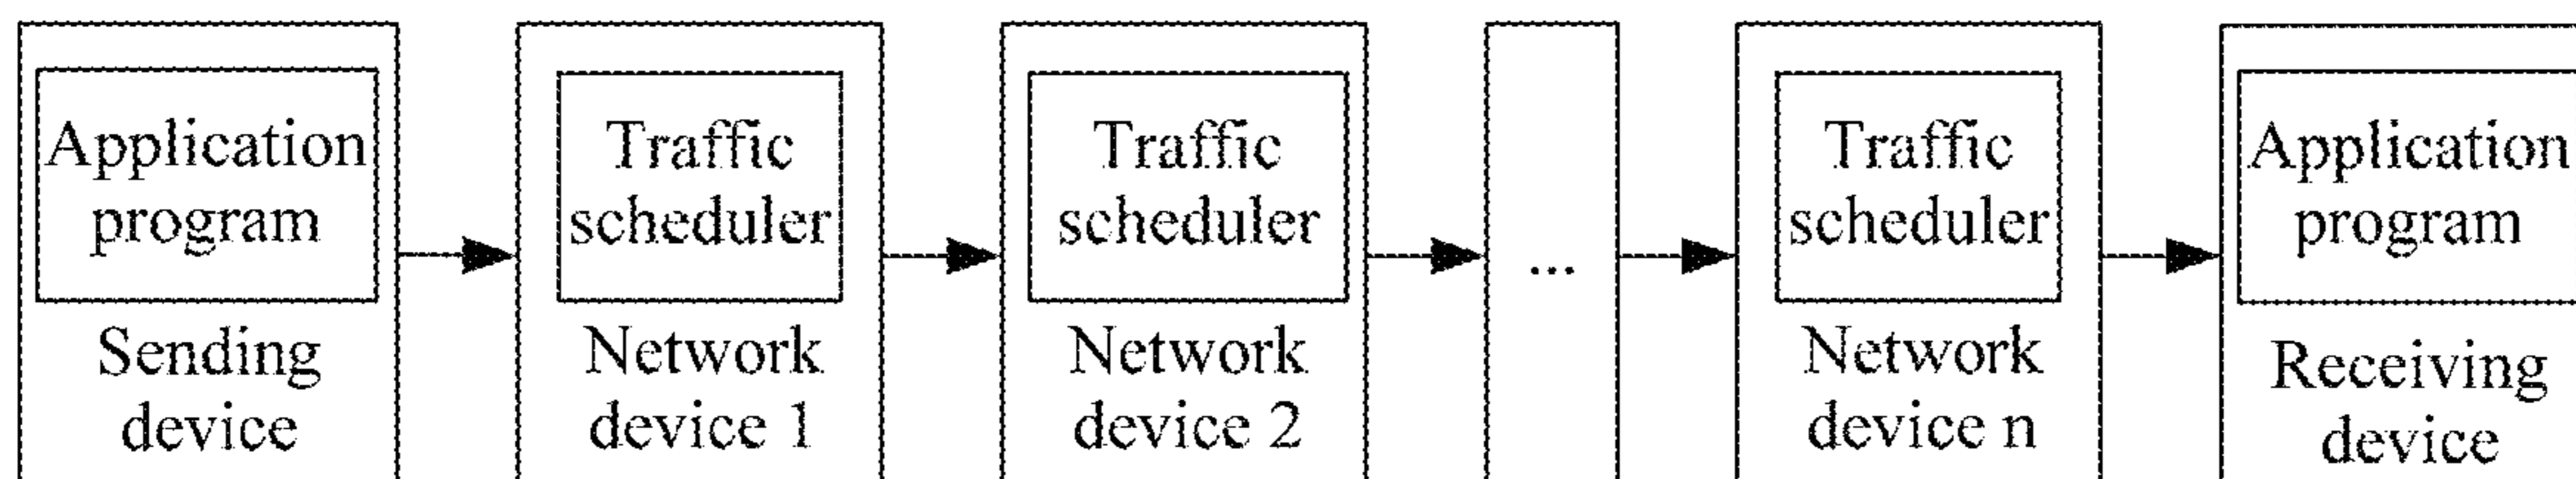 Application
program
Sending
device
Traffic
scheduler
Network
device 1
Traffic
scheduler
Network
device 2
...
Traffic
scheduler
Network
device n
Application
program
Receiving
device